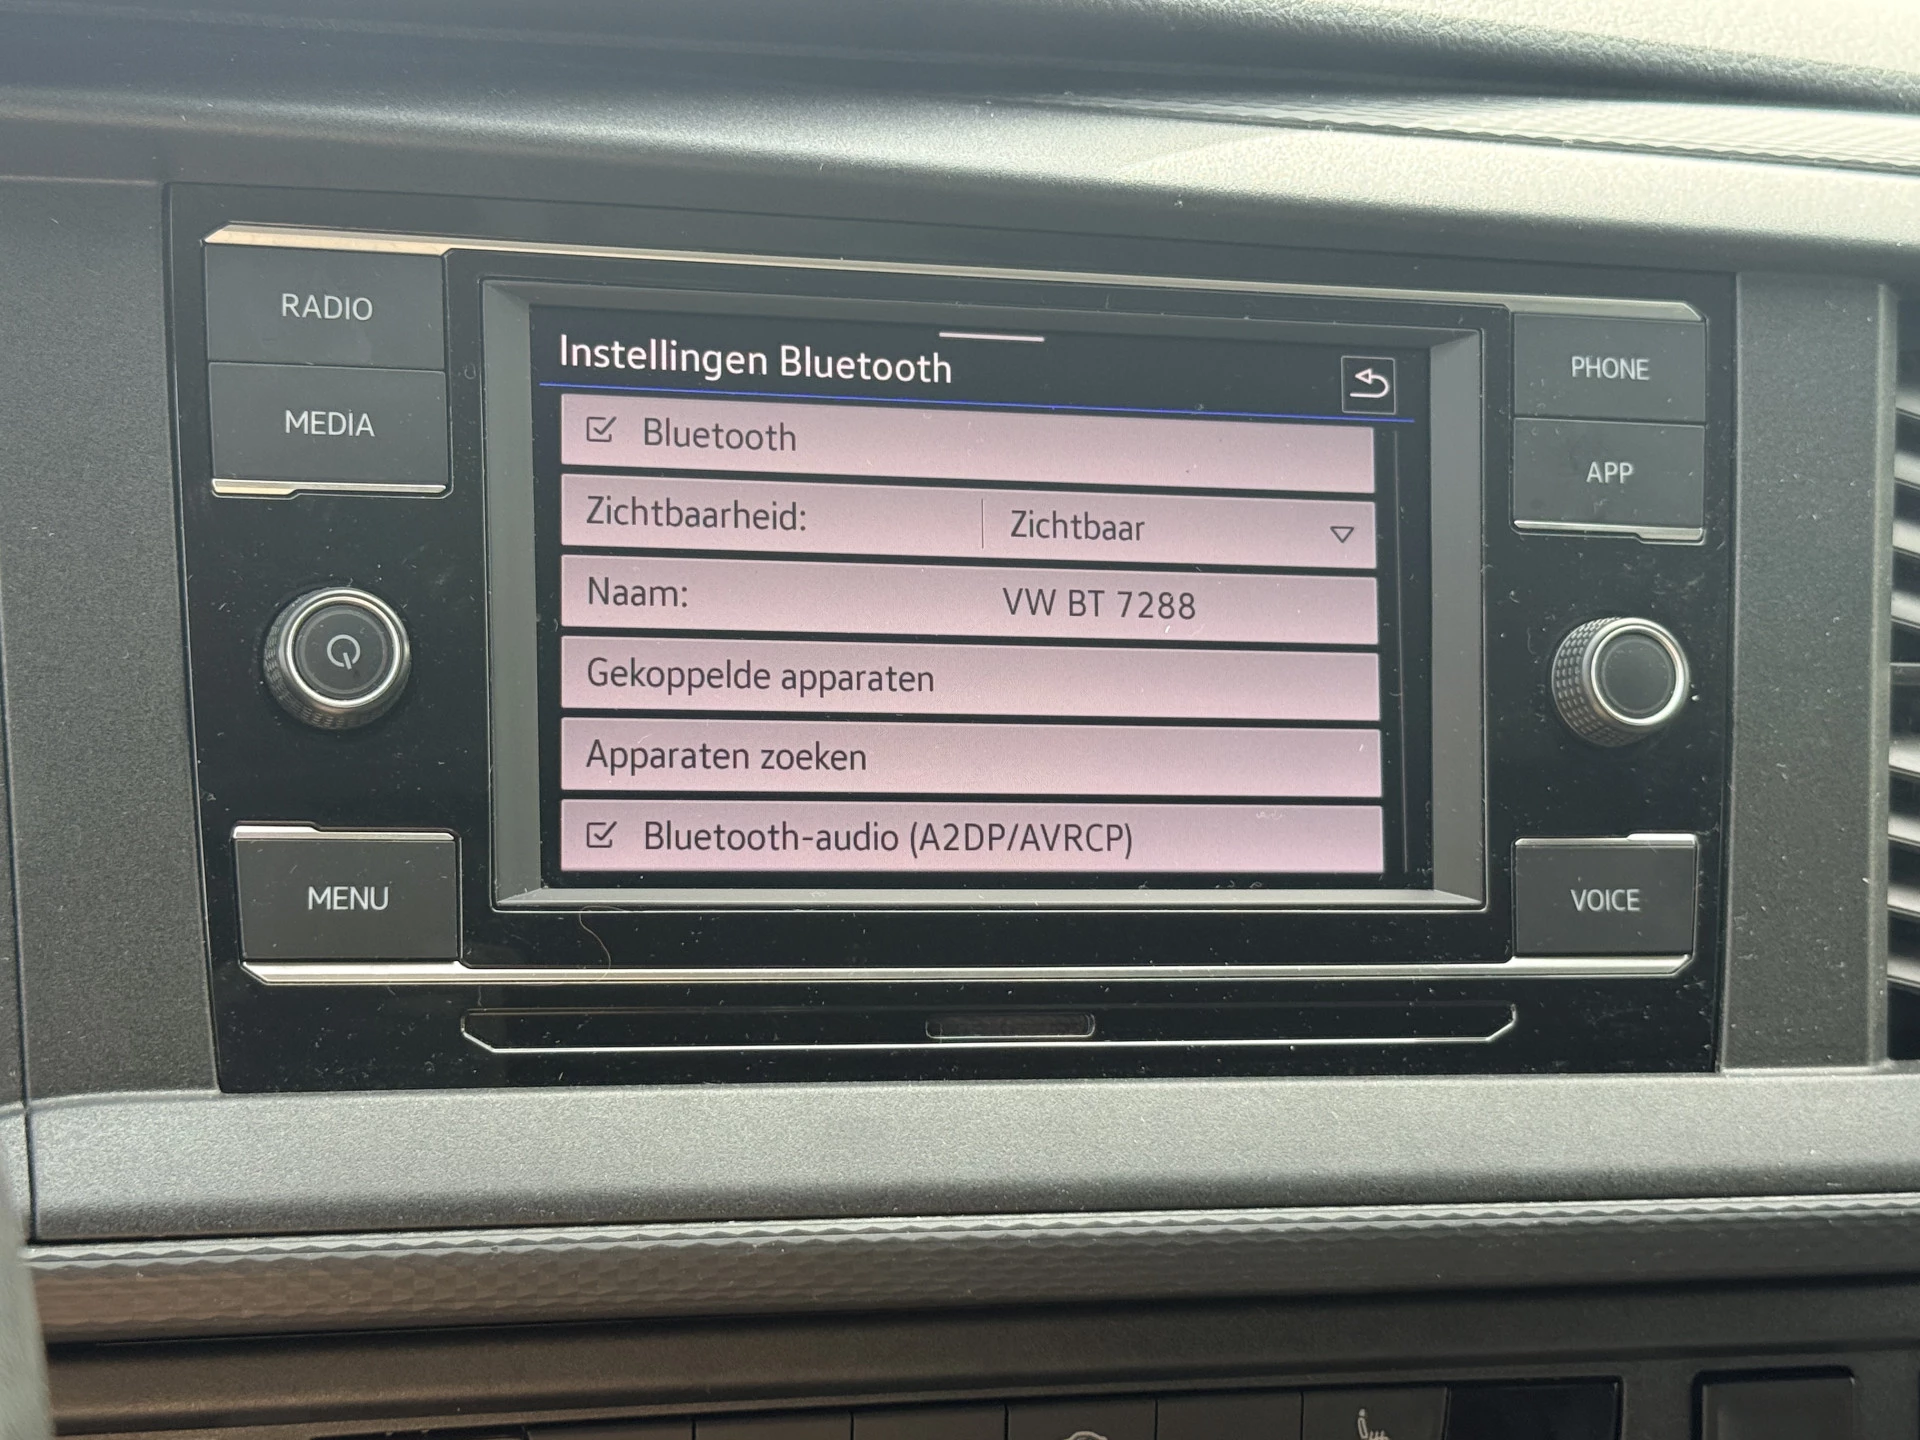 RADIO
MEDIA
MENU
Instellingen Bluetooth
Bluetooth
Zichtbaarheid: Zichtbaar
Naam: VW BT 7288
Gekoppelde apparaten
Apparaten zoeken
Bluetooth-audio (A2DP/AVRCP)
PHONE
APP
VOICE